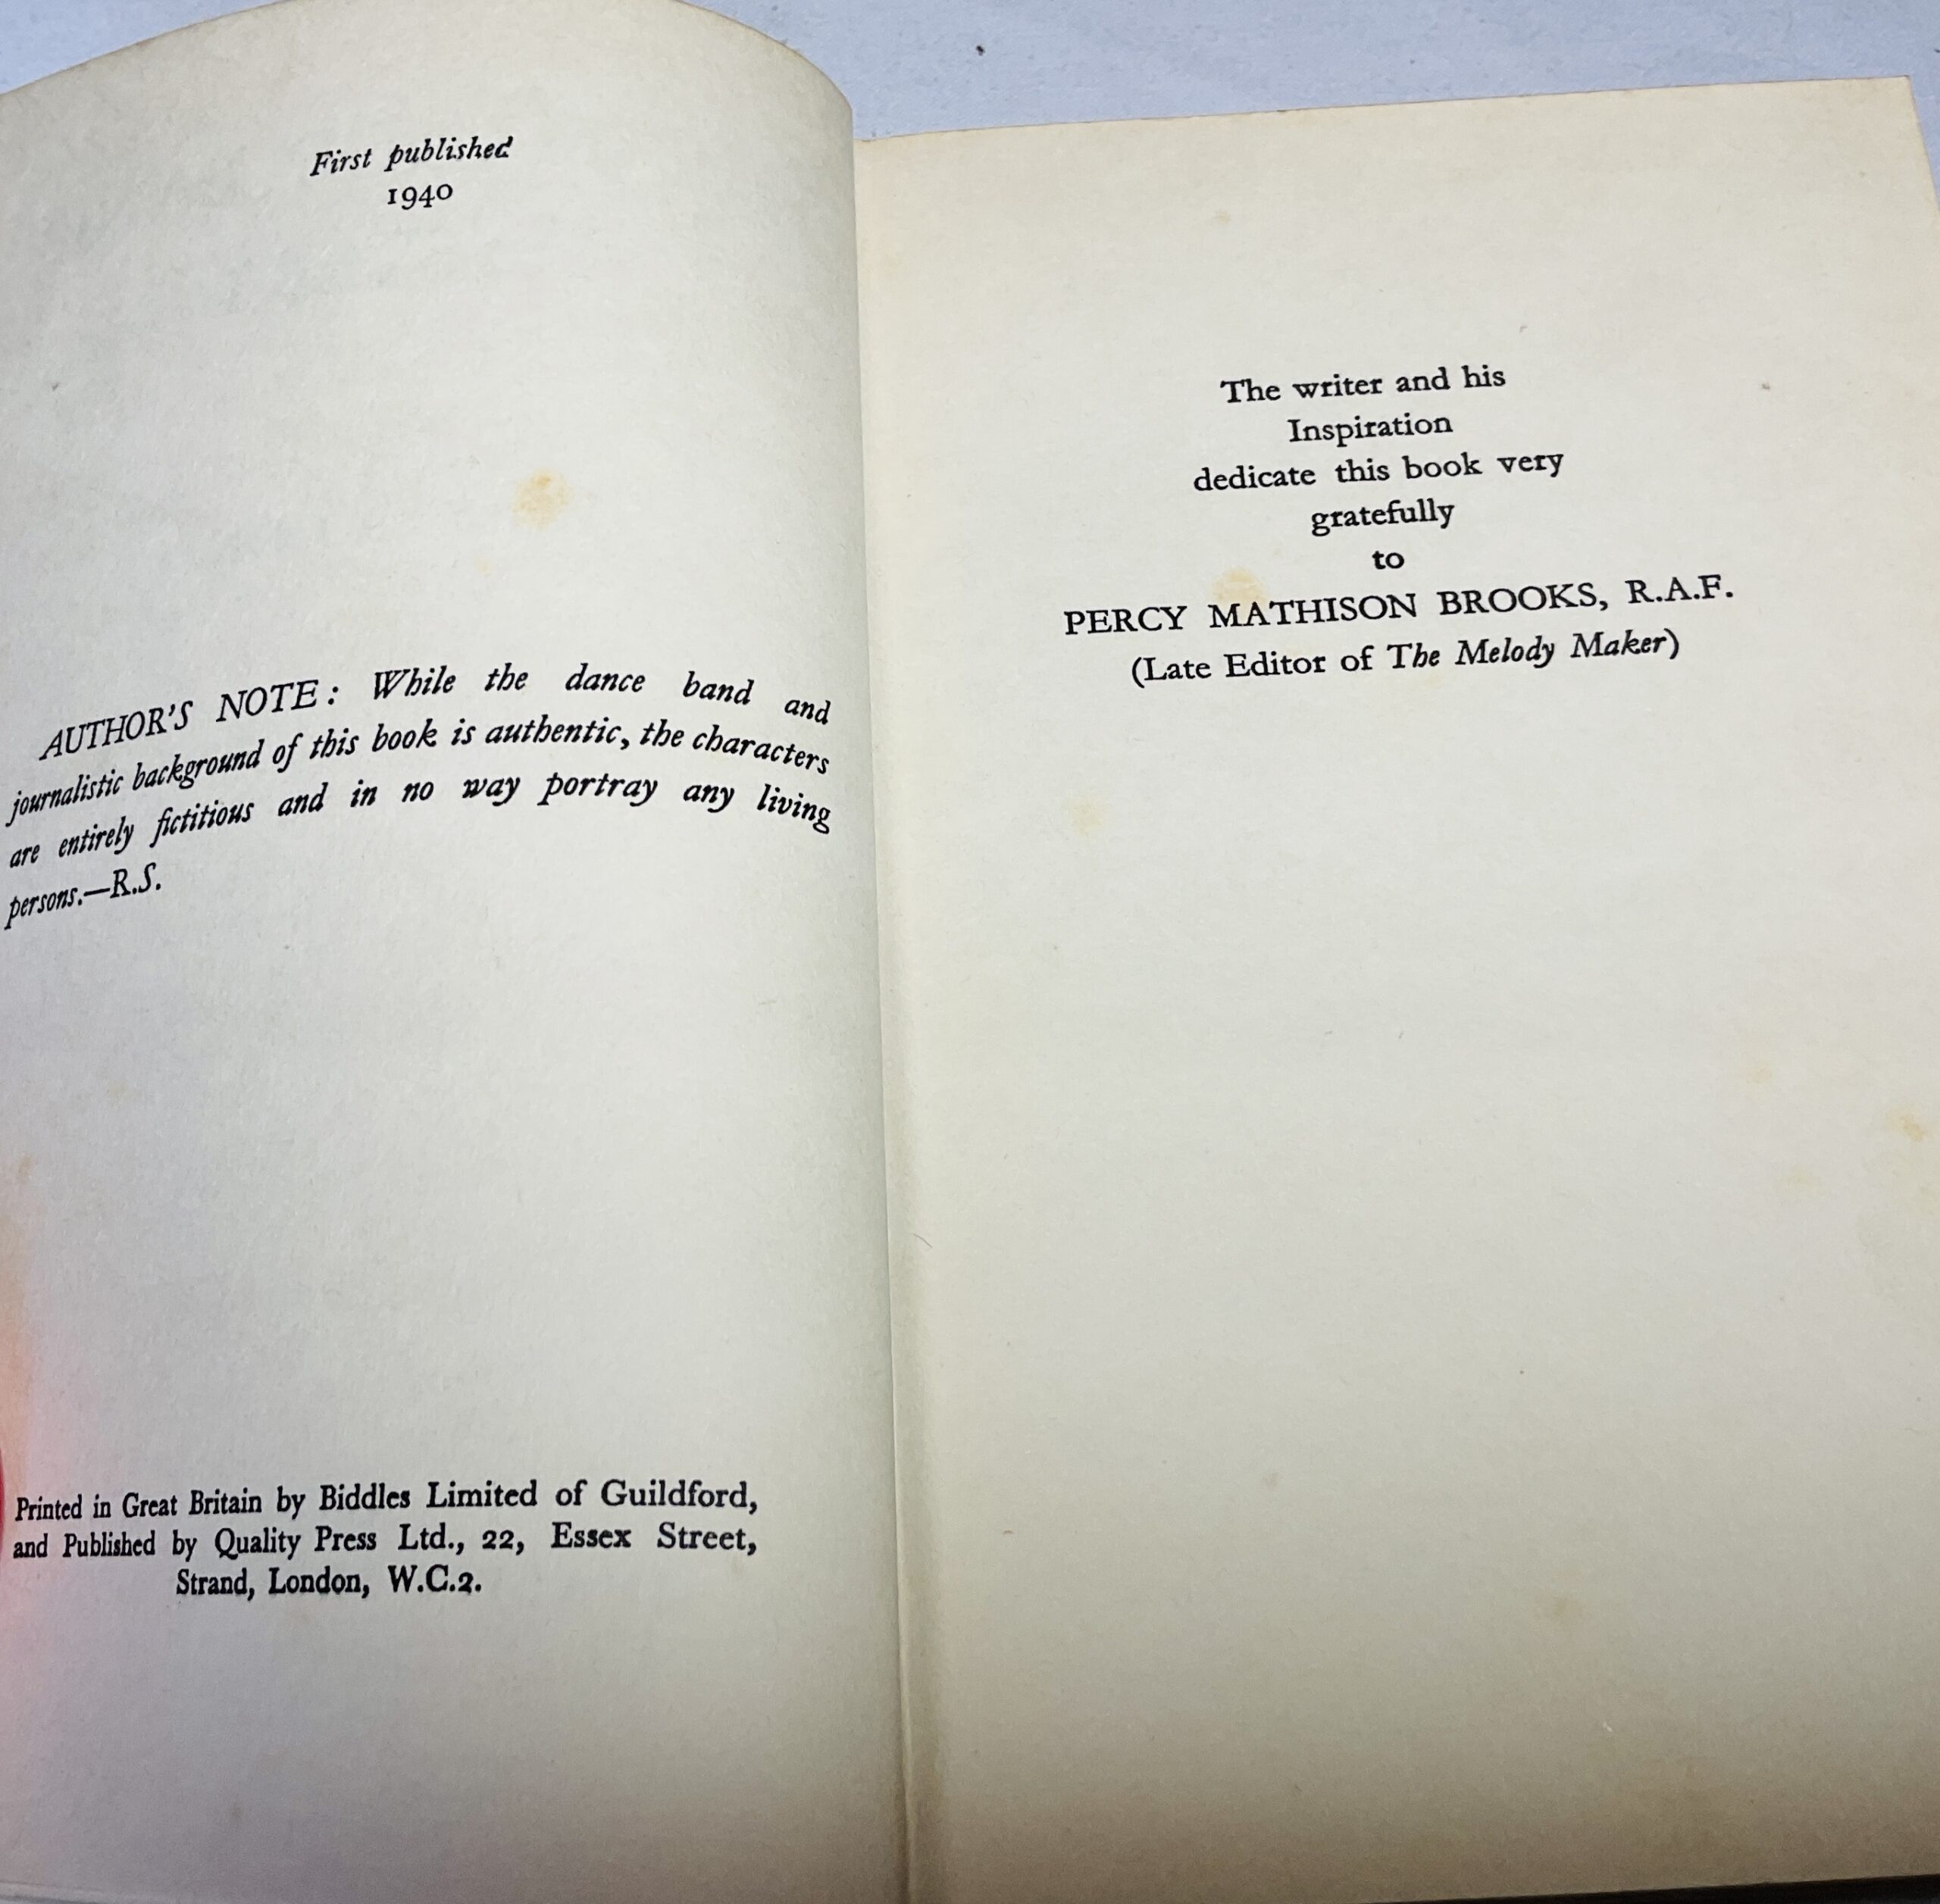 First published
1940
AUTHOR'S NOTE: While the dance band and
journalistic background of this book is authentic, the characters
are entirely fictitious and in no way portray any living
persons.—R.S.
Printed in Great Britain by Biddles Limited of Guildford,
and Published by Quality Press Ltd., 22, Essex Street,
Strand, London, W.C.2.
The writer and his
Inspiration
dedicate this book very
gratefully
to
PERCY MATHISON BROOKS, R.A.F.
(Late Editor of The Melody Maker)